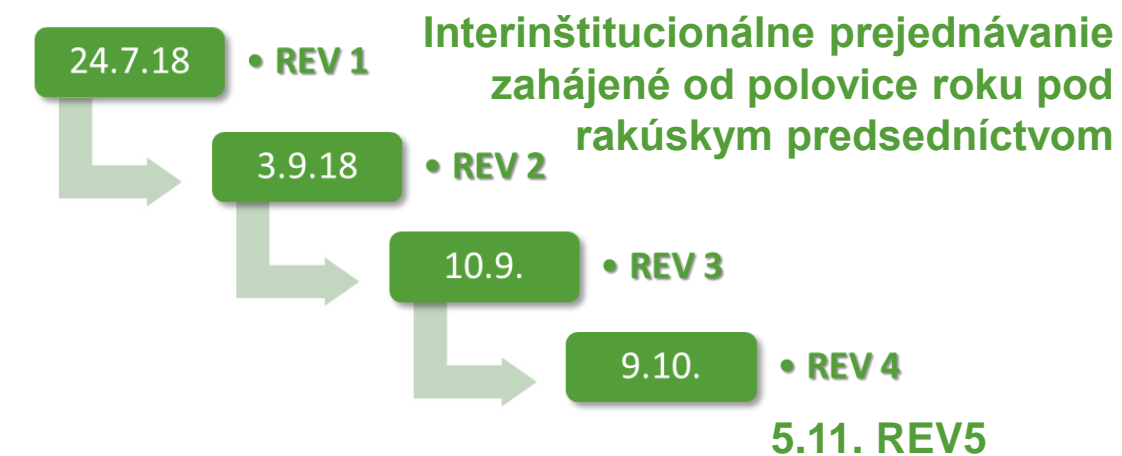 Interinštitucionálne prejednávanie
zahájené od polovice roku pod
rakúskym predsedníctvom
24.7.18
• REV 1
3.9.18
• REV 2
10.9.
• REV 3
9.10.
• REV 4
5.11. REV5